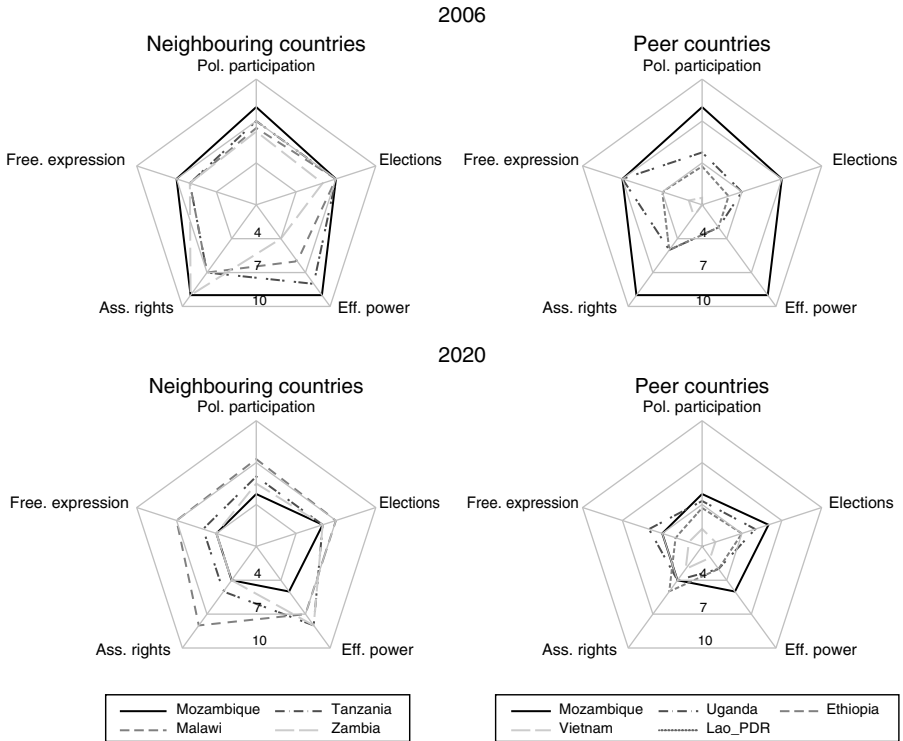 2006
Neighbouring countries
Pol. participation
Free. expression
Elections
4
7
10
Ass. rights
Eff. power
Peer countries
Pol. participation
Free. expression
Elections
4
7
10
Ass. rights
Eff. power
2020
Neighbouring countries
Pol. participation
Free. expression
Elections
4
7
10
Ass. rights
Eff. power
Peer countries
Pol. participation
Free. expression
Elections
4
7
10
Ass. rights
Eff. power
Mozambique Tanzania
Malawi Zambia
Mozambique Uganda Ethiopia
Vietnam Lao_PDR